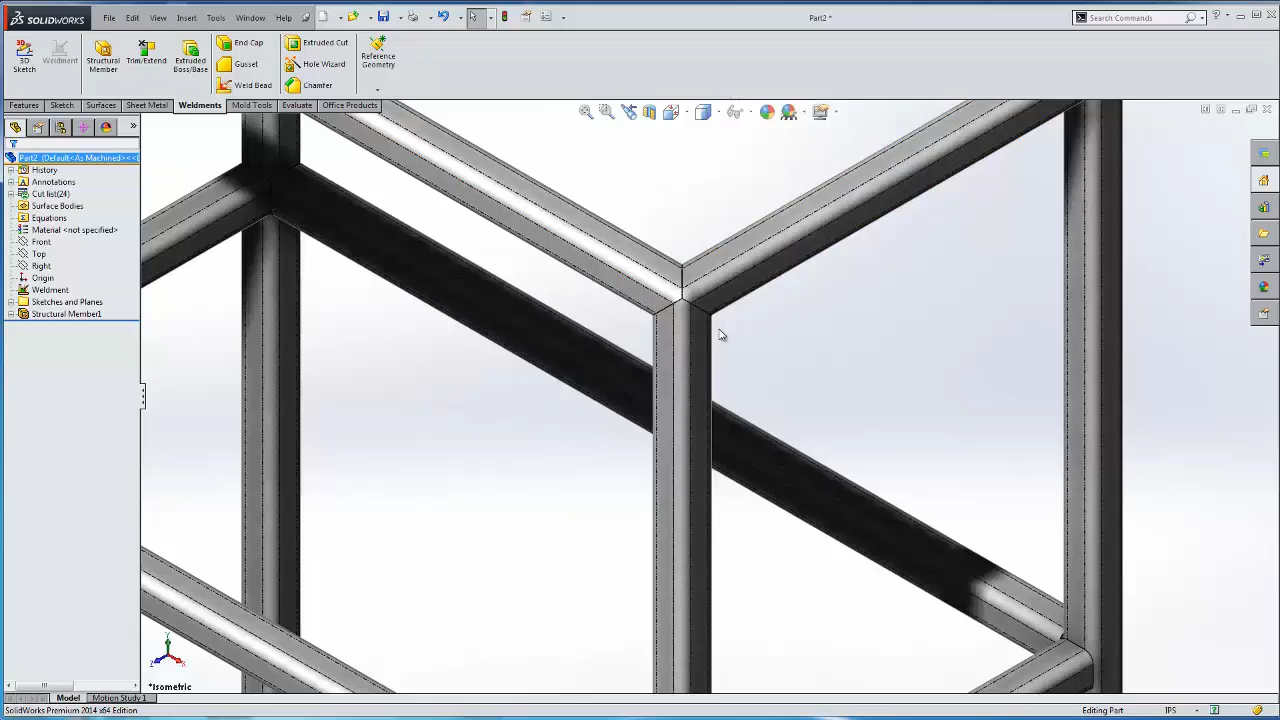 SOLIDWORKS File Edit View Insert Tools Window Help Part2 * Search Commands
3D Sketch Weldment Structural Member Trim/Extend Extruded Boss/Base End Cap Gusset Weld Bead Extruded Cut Hole Wizard Chamfer Reference Geometry
Features Sketch Surfaces Sheet Metal Weldments Mold Tools Evaluate Office Products
Part2 (Default<As Machined><<
History
Annotations
Cut list(24)
Surface Bodies
Equations
Material <not specified>
Front
Top
Right
Origin
Weldment
Sketches and Planes
Structural Member1
Y
Z X
*Isometric
Model Motion Study 1
SolidWorks Premium 2014 x64 Edition Editing Part IPS